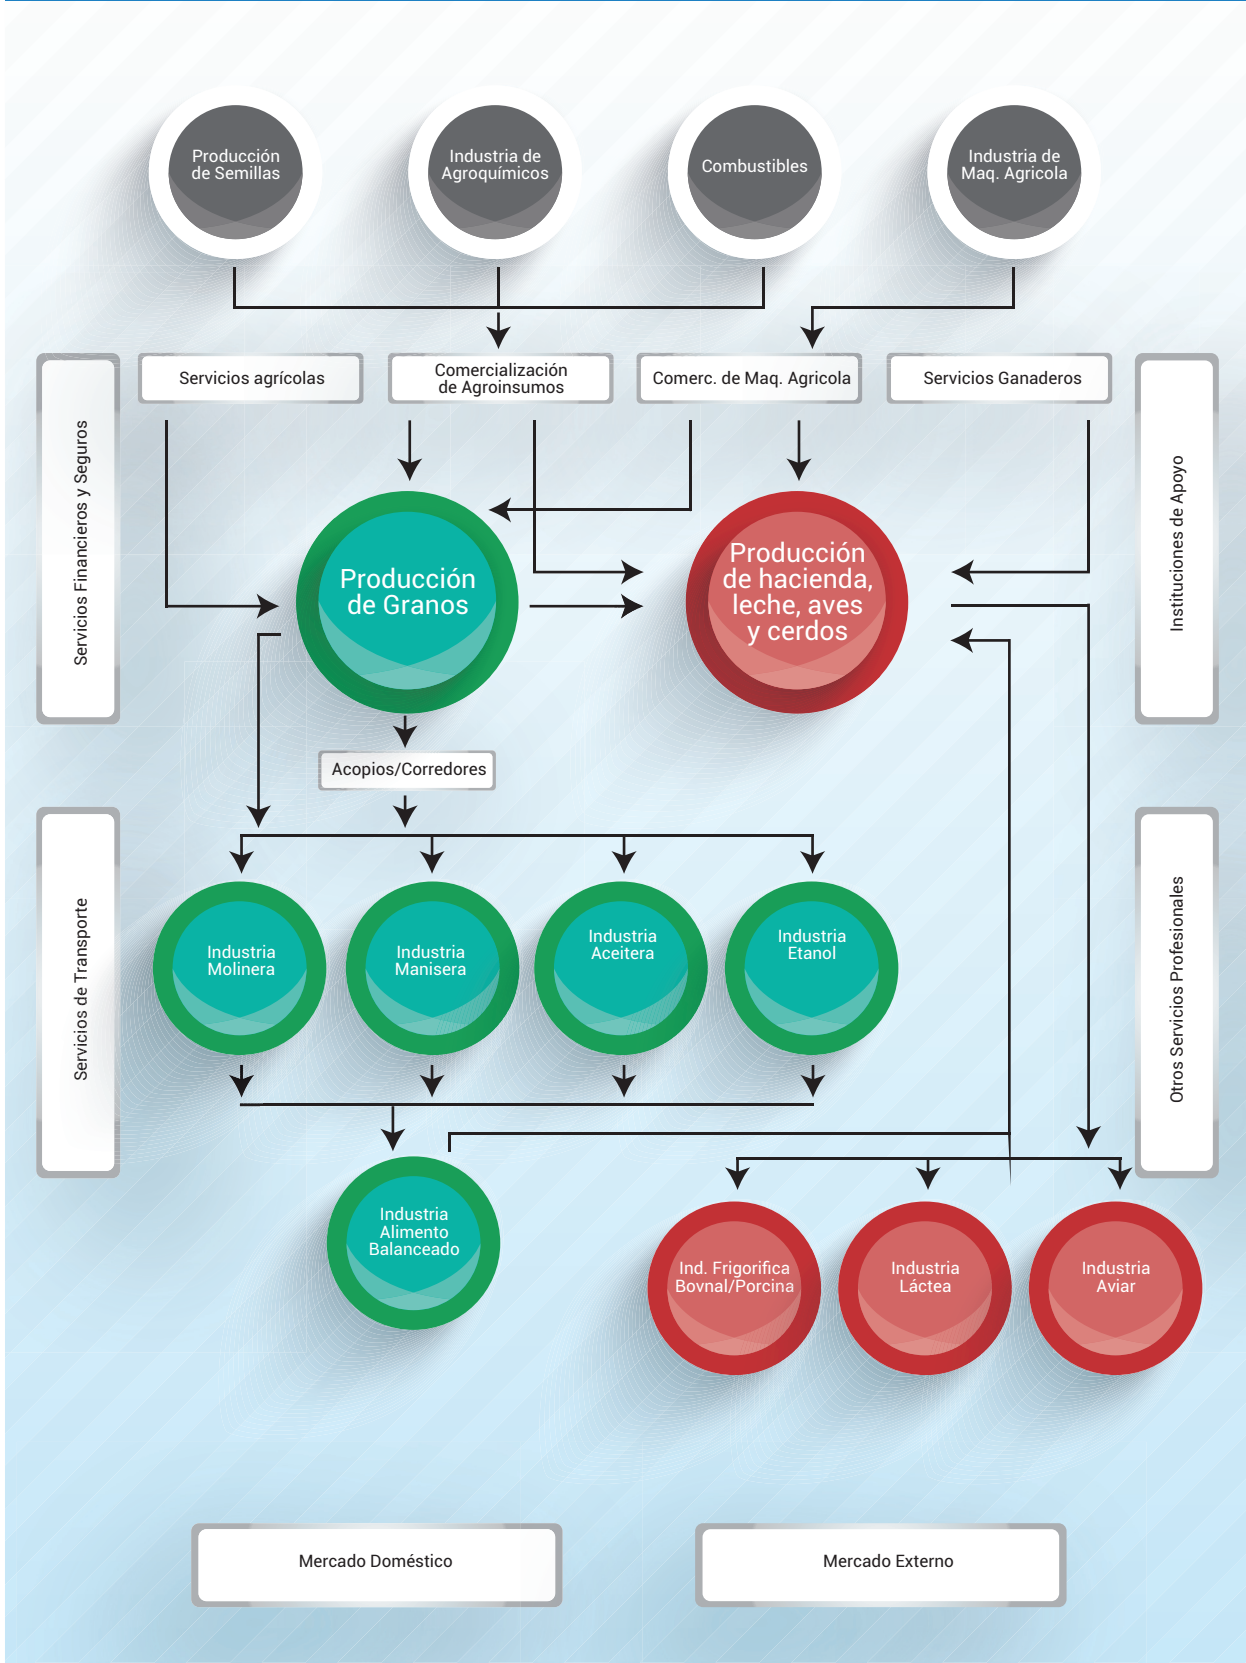 Producción
de Semillas
Industria de
Agroquímicos
Combustibles
Industria de
Maq. Agricola
Servicios agrícolas
Comercialización
de Agroinsumos
Comerc. de Maq. Agricola
Servicios Ganaderos
Servicios Financieros y Seguros
Instituciones de Apoyo
Producción
de Granos
Producción
de hacienda,
leche, aves
y cerdos
Acopios/Corredores
Servicios de Transporte
Otros Servicios Profesionales
Industria
Molinera
Industria
Manisera
Industria
Aceitera
Industria
Etanol
Industria
Alimento
Balanceado
Ind. Frigorifica
Bovnal/Porcina
Industria
Láctea
Industria
Aviar
Mercado Doméstico
Mercado Externo